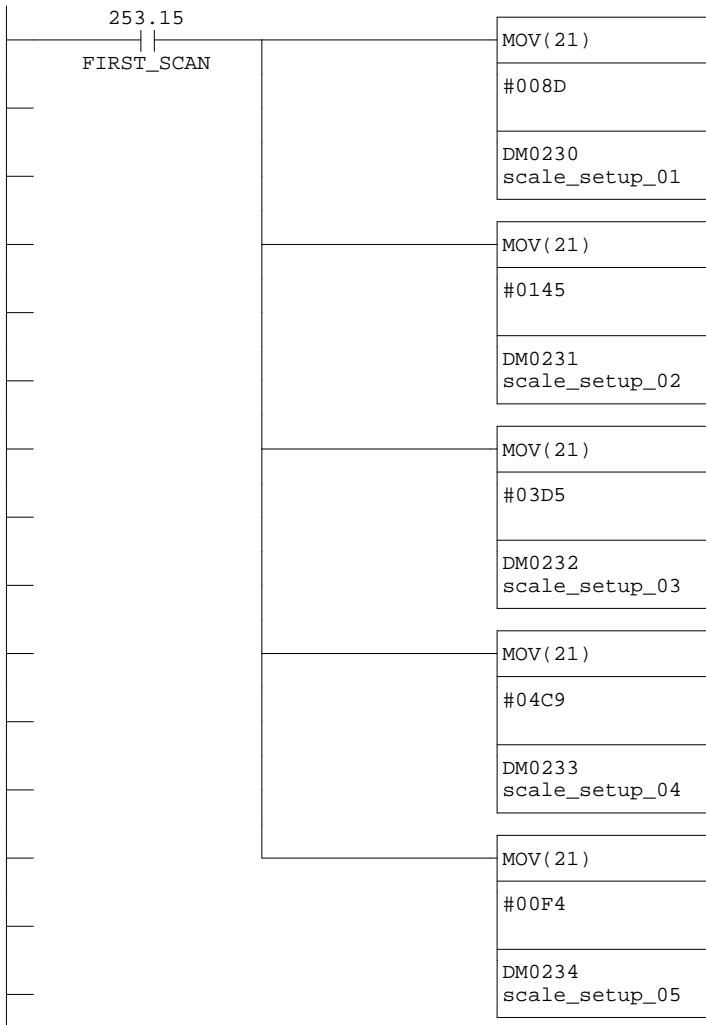 253.15
FIRST_SCAN
MOV(21)
#008D
DM0230
scale_setup_01
MOV(21)
#0145
DM0231
scale_setup_02
MOV(21)
#03D5
DM0232
scale_setup_03
MOV(21)
#04C9
DM0233
scale_setup_04
MOV(21)
#00F4
DM0234
scale_setup_05